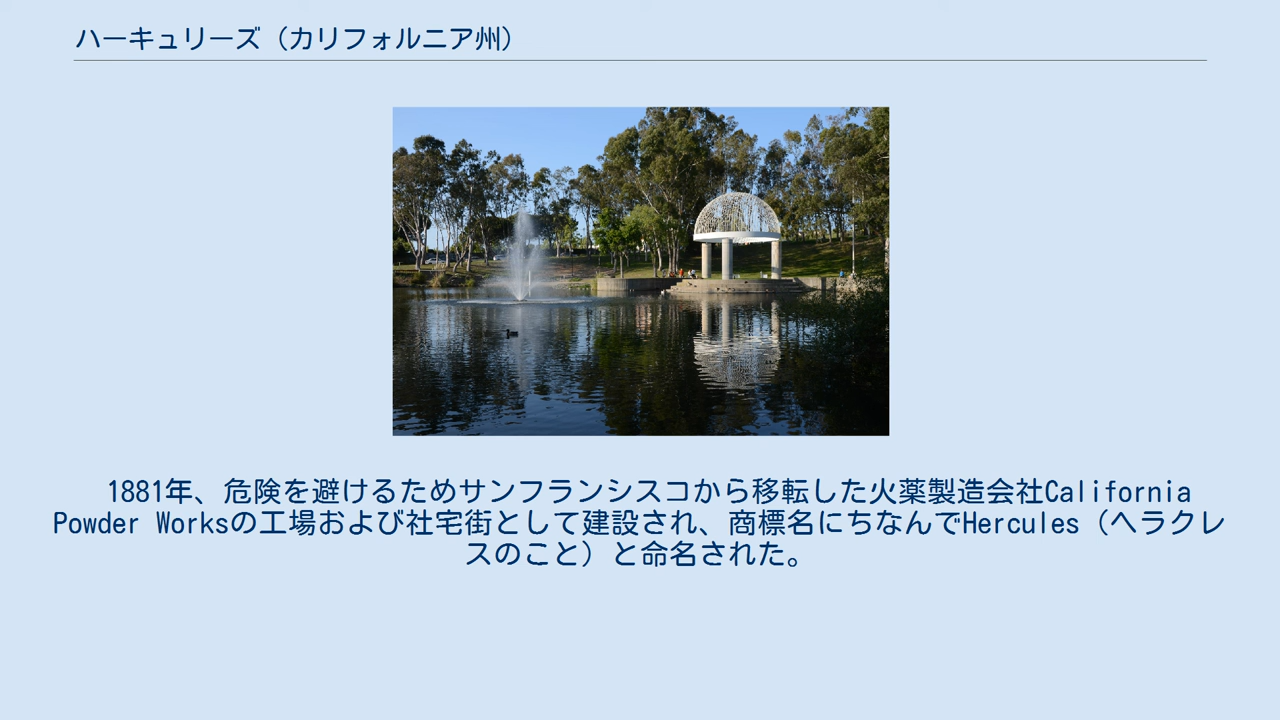 ハーキュリーズ（カリフォルニア州）
1881年、危険を避けるためサンフランシスコから移転した火薬製造会社California
Powder Worksの工場および社宅街として建設され、商標名にちなんでHercules（ヘラクレ
スのこと）と命名された。